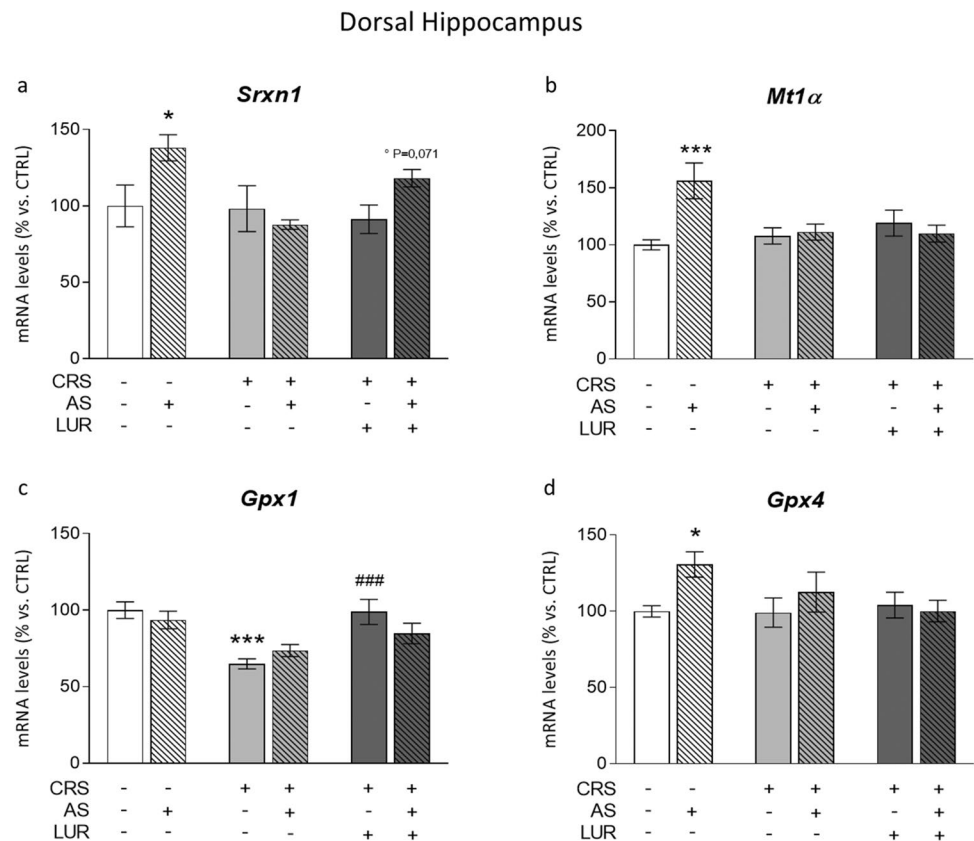 Dorsal Hippocampus
a
Srxn1
mRNA levels (% vs. CTRL)
150
100
50
0
*
° P=0,071
CRS - - + + + +
AS - + - + - +
LUR - - - - + +
b
Mt1α
mRNA levels (% vs. CTRL)
200
150
100
50
0
***
CRS - - + + + +
AS - + - + - +
LUR - - - - + +
c
Gpx1
mRNA levels (% vs. CTRL)
150
100
50
0
***
###
CRS - - + + + +
AS - + - + - +
LUR - - - - + +
d
Gpx4
mRNA levels (% vs. CTRL)
150
100
50
0
*
CRS - - + + + +
AS - + - + - +
LUR - - - - + +